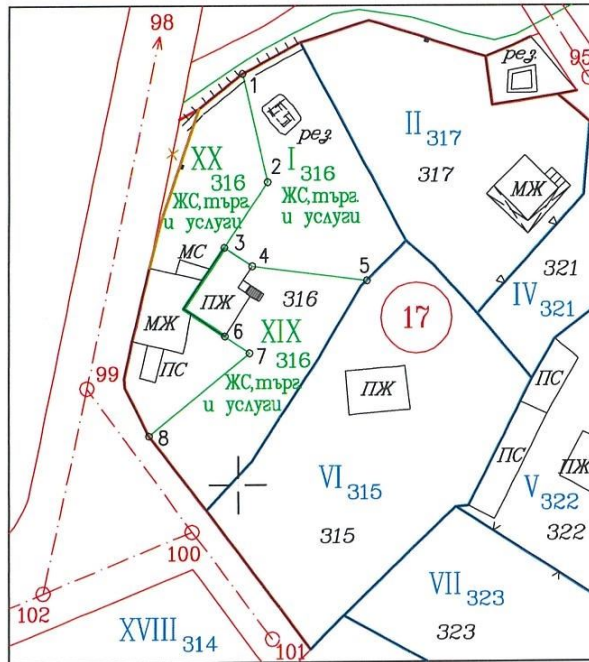 98
95
1
рез.
рез.
II 317
317
XX 316
ЖС, търг.
и услуги
I 316
ЖС, търг.
и услуги
2
МЖ
3
4
5
МС
321
IV 321
ПЖ
316
17
МЖ
6
XIX 316
7
ЖС, търг.
и услуги
ПС
99
ПЖ
ПС
8
ПС
ПЖ
VI 315
V 322
315
322
100
VII 323
102
XVIII 314
101
323